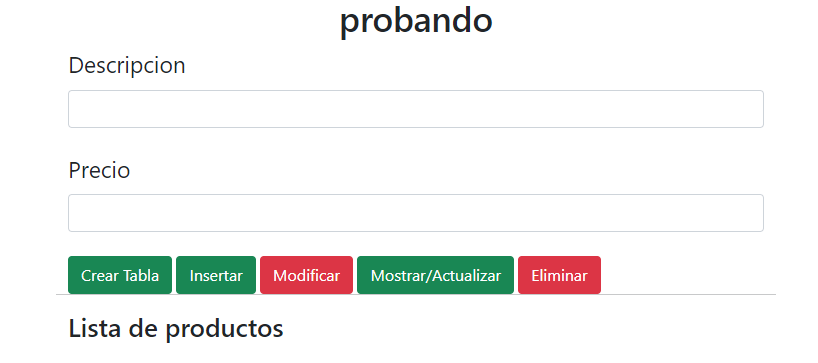 probando
Descripcion
Precio
Crear Tabla Insertar Modificar Mostrar/Actualizar Eliminar
Lista de productos